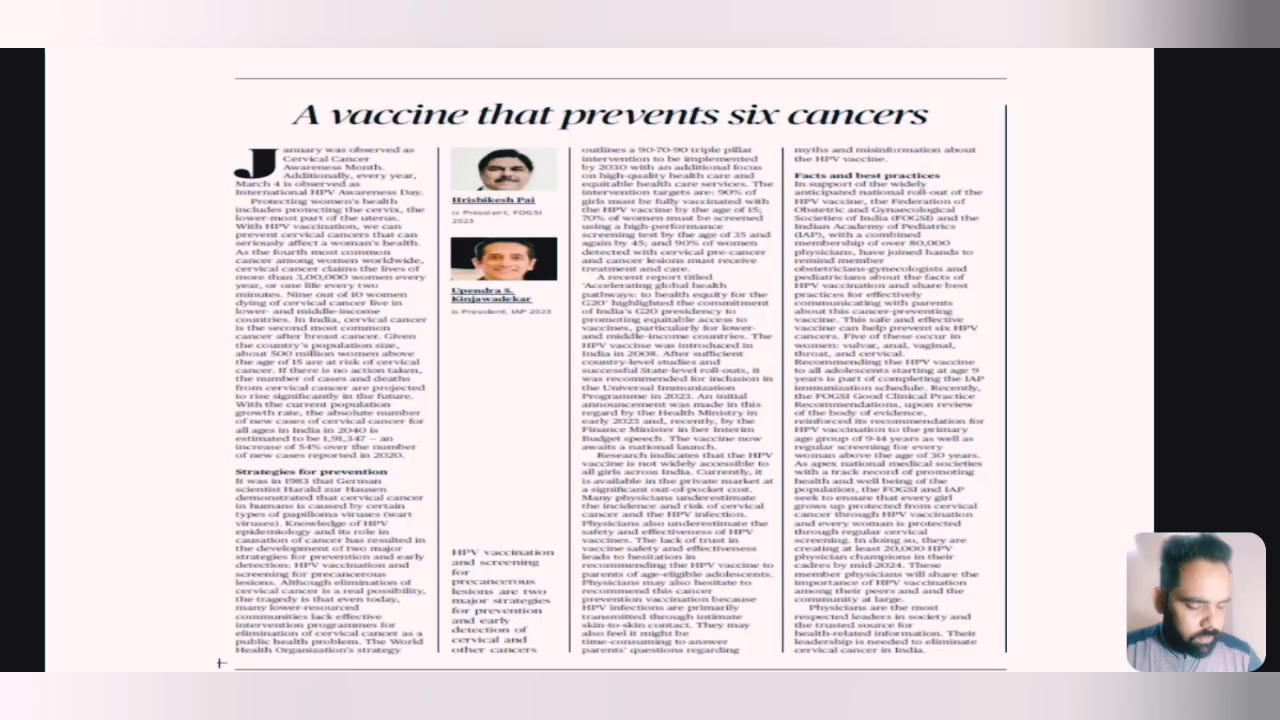 A vaccine that prevents six cancers
January was observed as
Cervical Cancer
Awareness Month.
Additionally, every year,
March 4 is observed as
International HPV Awareness Day.
Protecting women's health
includes protecting the cervix, the
lower-most part of the uterus.
With HPV vaccination, we can
prevent cervical cancers that can
seriously affect a woman's health.
As the fourth most common
cancer among women worldwide,
cervical cancer claims the lives of
more than 3,00,000 women every
year, or one life every two
minutes. Nine out of 10 women
dying of cervical cancer live in
lower- and middle-income
countries. In India, cervical cancer
is the second most common
cancer after breast cancer. Given
the country's population size,
about 500 million women above
the age of 15 are at risk of cervical
cancer. If there is no action taken,
the number of cases and deaths
from cervical cancer are projected
to rise significantly in the future.
With the current population
growth rate, the absolute number
of new cases of cervical cancer for
all ages in India in 2040 is
estimated to be 1,91,347 — an
increase of 54% over the number
of new cases reported in 2020.
Strategies for prevention
It was in 1983 that German
scientist Harald zur Hausen
demonstrated that cervical cancer
in humans is caused by certain
types of papilloma viruses (wart
viruses). Knowledge of HPV
epidemiology and its role in
causation of cancer has resulted in
the development of two major
strategies for prevention and early
detection: HPV vaccination and
screening for precancerous
lesions. Although elimination of
cervical cancer is a real possibility,
the tragedy is that even today,
many lower-resourced
communities lack effective
intervention programmes for
elimination of cervical cancer as a
public health problem. The World
Health Organization's strategy
Hrishikesh Pai
is President, FOGSI
2023
Upendra S.
Kinjawadekar
is President, IAP 2023
HPV vaccination
and screening
for
precancerous
lesions are two
major strategies
for prevention
and early
detection of
cervical and
other cancers
outlines a 90-70-90 triple pillar
intervention to be implemented
by 2030 with an additional focus
on high-quality health care and
equitable health care services. The
intervention targets are: 90% of
girls must be fully vaccinated with
the HPV vaccine by the age of 15;
70% of women must be screened
using a high-performance
screening test by the age of 35 and
again by 45; and 90% of women
detected with cervical pre-cancer
and cancer lesions must receive
treatment and care.
A recent report titled
'Accelerating global health
pathways: to health equity for the
G20' highlighted the commitment
of India's G20 presidency to
promoting equitable access to
vaccines, particularly for lower-
and middle-income countries. The
HPV vaccine was introduced in
India in 2008. After sufficient
country-level studies and
successful State-level roll-outs, it
was recommended for inclusion in
the Universal Immunization
Programme in 2023. An initial
announcement was made in this
regard by the Health Ministry in
early 2023 and, recently, by the
Finance Minister in her Interim
Budget speech. The vaccine now
awaits a national launch.
Research indicates that the HPV
vaccine is not widely accessible to
all girls across India. Currently, it
is available in the private market at
a significant out-of-pocket cost.
Many physicians underestimate
the incidence and risk of cervical
cancer and the HPV infection.
Physicians also underestimate the
safety and effectiveness of HPV
vaccines. The lack of trust in
vaccine safety and effectiveness
leads to hesitation in
recommending the HPV vaccine to
parents of age-eligible adolescents.
Physicians may also hesitate to
recommend this cancer
prevention vaccination because
HPV infections are primarily
transmitted through intimate
skin-to-skin contact. They may
also feel it might be
time-consuming to answer
parents' questions regarding
myths and misinformation about
the HPV vaccine.
Facts and best practices
In support of the widely
anticipated national roll-out of the
HPV vaccine, the Federation of
Obstetric and Gynaecological
Societies of India (FOGSI) and the
Indian Academy of Pediatrics
(IAP), with a combined
membership of over 80,000
physicians, have joined hands to
remind member
obstetricians-gynecologists and
pediatricians about the facts of
HPV vaccination and share best
practices for effectively
communicating with parents
about this cancer-preventing
vaccine. This safe and effective
vaccine can help prevent six HPV
cancers. Five of these occur in
women: vulvar, anal, vaginal,
throat, and cervical.
Recommending the HPV vaccine
to all adolescents starting at age 9
years is part of completing the IAP
immunization schedule. Recently,
the FOGSI Good Clinical Practice
Recommendations, upon review
of the body of evidence,
reinforced its recommendation for
HPV vaccination to the primary
age group of 9-14 years as well as
regular screening for every
woman above the age of 30 years.
As apex national medical societies
with a track record of promoting
health and well being of the
population, the FOGSI and IAP
seek to ensure that every girl
grows up protected from cervical
cancer through HPV vaccination
and every woman is protected
through regular cervical
screening. In doing so, they are
creating at least 20,000 HPV
physician champions in their
cadres by mid-2024. These
member physicians will share the
importance of HPV vaccination
among their peers and and the
community at large.
Physicians are the most
respected leaders in society and
the trusted source for
health-related information. Their
leadership is needed to eliminate
cervical cancer in India.